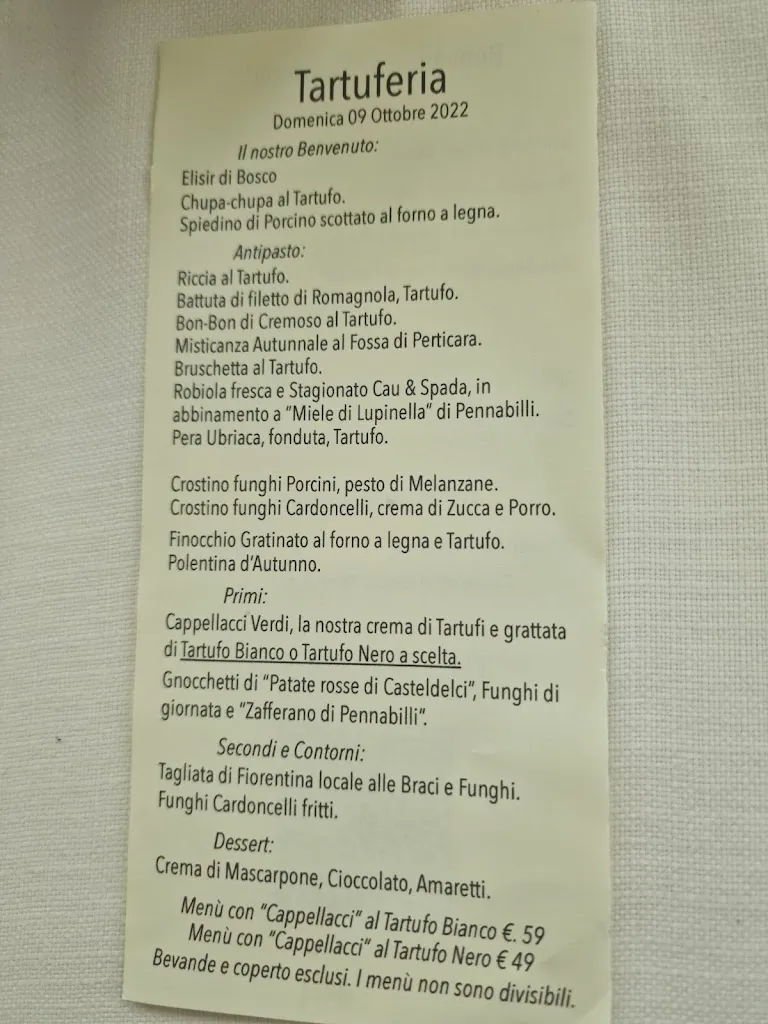 Tartuferia
Domenica 09 Ottobre 2022
Il nostro Benvenuto:
Elisir di Bosco
Chupa-chupa al Tartufo.
Spiedino di Porcino scottato al forno a legna.
Antipasto:
Riccia al Tartufo.
Battuta di filetto di Romagnola, Tartufo.
Bon-Bon di Cremoso al Tartufo.
Misticanza Autunnale al Fossa di Perticara.
Bruschetta al Tartufo.
Robiola fresca e Stagionato Cau & Spada, in
abbinamento a "Miele di Lupinella" di Pennabilli.
Pera Ubriaca, fonduta, Tartufo.
Crostino funghi Porcini, pesto di Melanzane.
Crostino funghi Cardoncelli, crema di Zucca e Porro.
Finocchio Gratinato al forno a legna e Tartufo.
Polentina d'Autunno.
Primi:
Cappellacci Verdi, la nostra crema di Tartufi e grattata
di Tartufo Bianco o Tartufo Nero a scelta.
Gnocchetti di "Patate rosse di Casteldelci", Funghi di
giornata e "Zafferano di Pennabilli".
Secondi e Contorni:
Tagliata di Fiorentina locale alle Braci e Funghi.
Funghi Cardoncelli fritti.
Dessert:
Crema di Mascarpone, Cioccolato, Amaretti.
Menù con "Cappellacci" al Tartufo Bianco €. 59
Menù con "Cappellacci" al Tartufo Nero € 49
Bevande e coperto esclusi. I menù non sono divisibili.